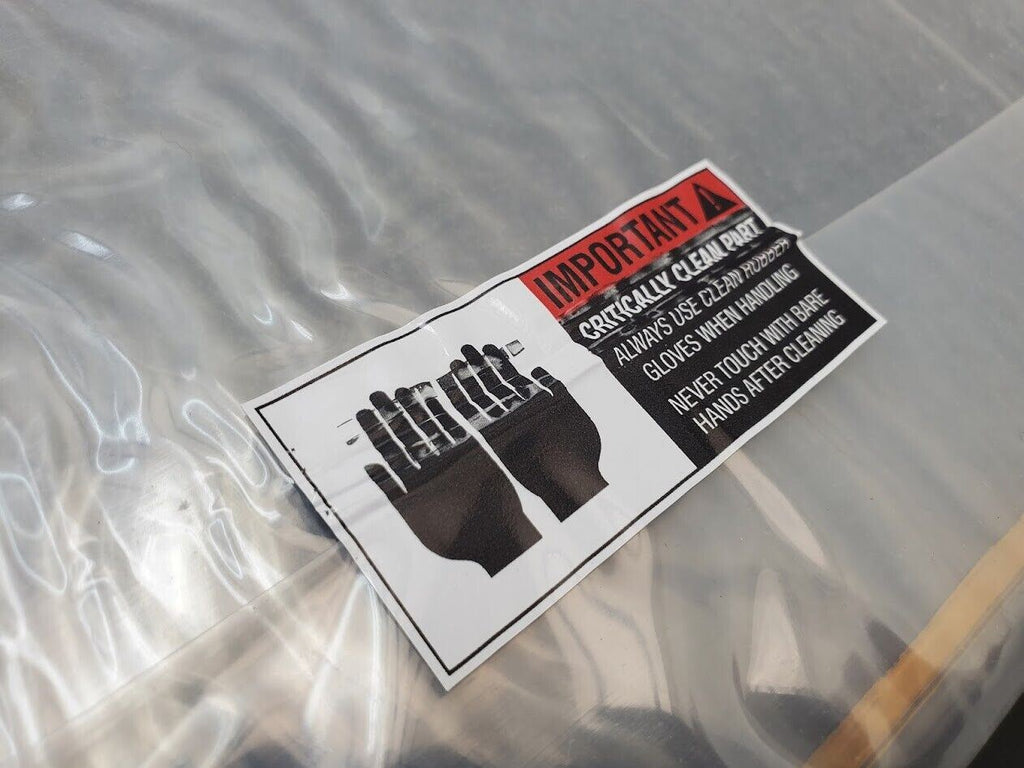 IMPORTANT
CRITICALLY CLEAN PART
ALWAYS USE CLEAN RUBBER
GLOVES WHEN HANDLING
NEVER TOUCH WITH BARE
HANDS AFTER CLEANING